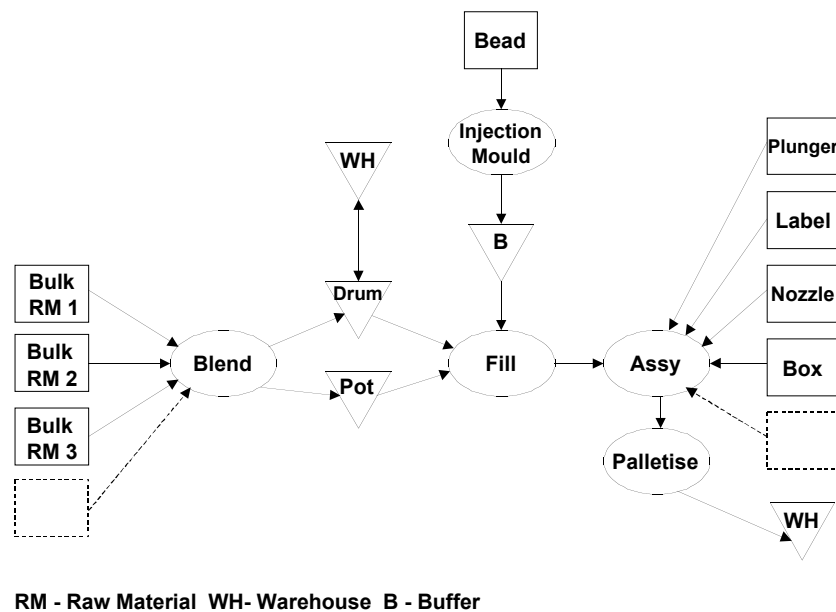 Bead
Injection
Mould
WH
B
Plunger
Label
Nozzle
Box
Bulk
RM 1
Bulk
RM 2
Bulk
RM 3
Drum
Pot
Blend
Fill
Assy
Palletise
WH
RM - Raw Material WH- Warehouse B - Buffer